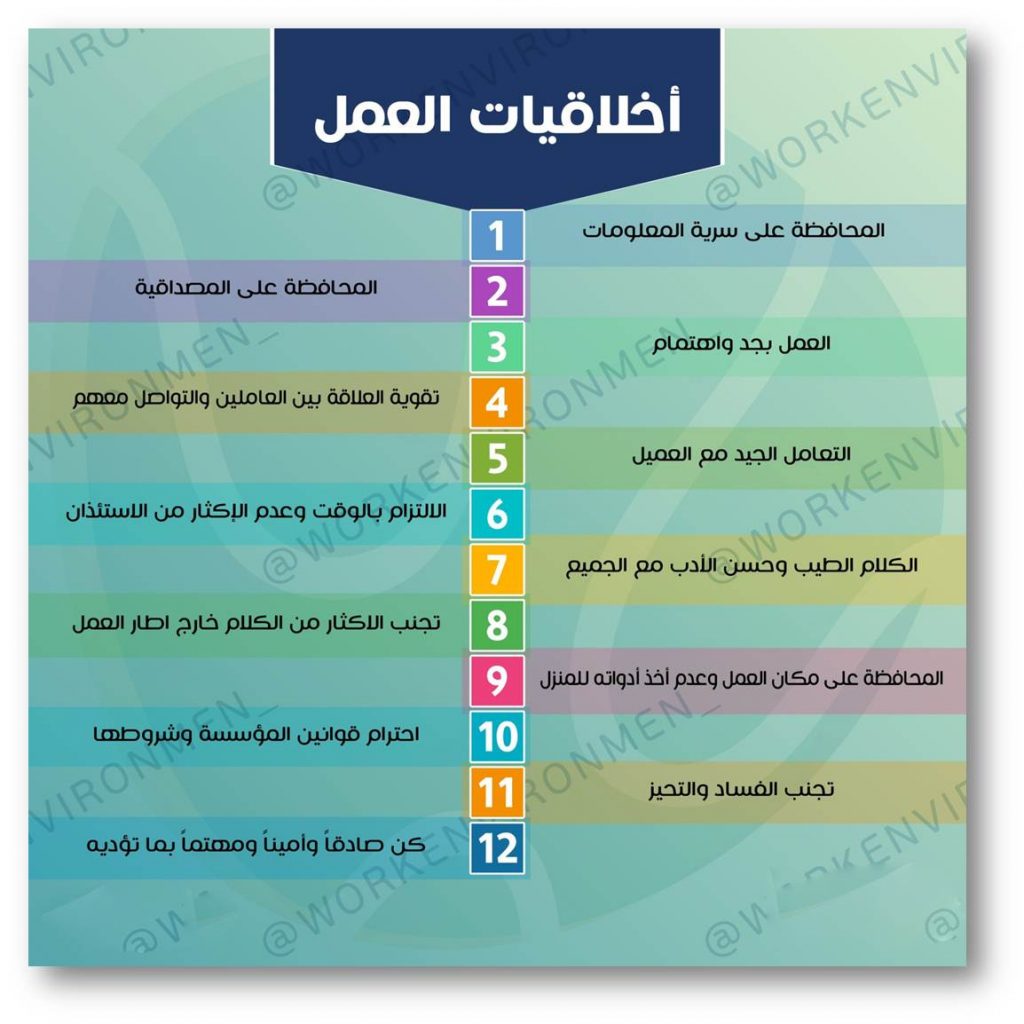 أخلاقيات العمل
1 المحافظة على سرية المعلومات
2 المحافظة على المصداقية
3 العمل بجد واهتمام
4 تقوية العلاقة بين العاملين والتواصل معهم
5 التعامل الجيد مع العميل
6 الالتزام بالوقت وعدم الإكثار من الاستئذان
7 الكلام الطيب وحسن الأدب مع الجميع
8 تجنب الاكثار من الكلام خارج اطار العمل
9 المحافظة على مكان العمل وعدم أخذ أدواته للمنزل
10 احترام قوانين المؤسسة وشروطها
11 تجنب الفساد والتحيز
12 كن صادقاً وأميناً ومهتماً بما تؤديه
@WORKENVIRONMEN_